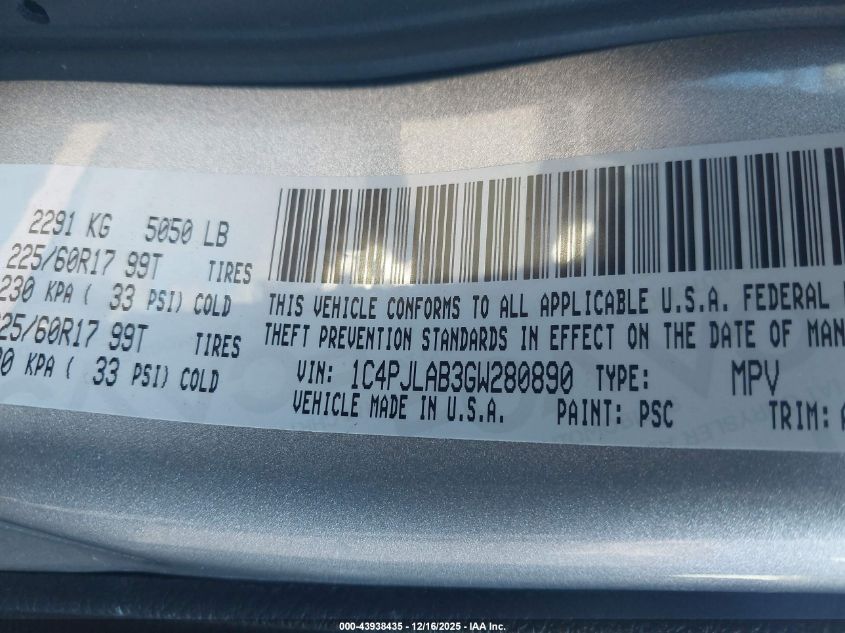 2291 KG 5050 LB
225/60R17 99T TIRES
230 KPA ( 33 PSI) COLD
225/60R17 99T TIRES
KPA ( 33 PSI) COLD
THIS VEHICLE CONFORMS TO ALL APPLICABLE U.S.A. FEDERAL
THEFT PREVENTION STANDARDS IN EFFECT ON THE DATE OF MAN
VIN: 1C4PJLAB3GW280890 TYPE: MPV
VEHICLE MADE IN U.S.A. PAINT: PSC TRIM:
000-43938435 - 12/16/2025 - IAA Inc.